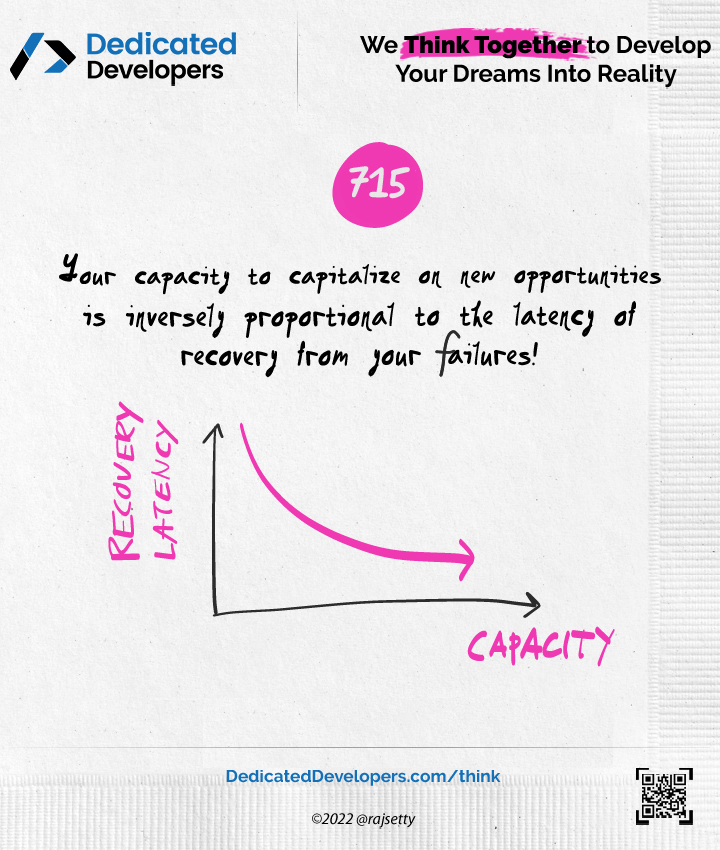 Dedicated
Developers
We Think Together to Develop
Your Dreams Into Reality
715
Your capacity to capitalize on new opportunities
is inversely proportional to the latency of
recovery from your failures!
RECOVERY
LATENCY
CAPACITY
DedicatedDevelopers.com/think
©2022 @rajsetty